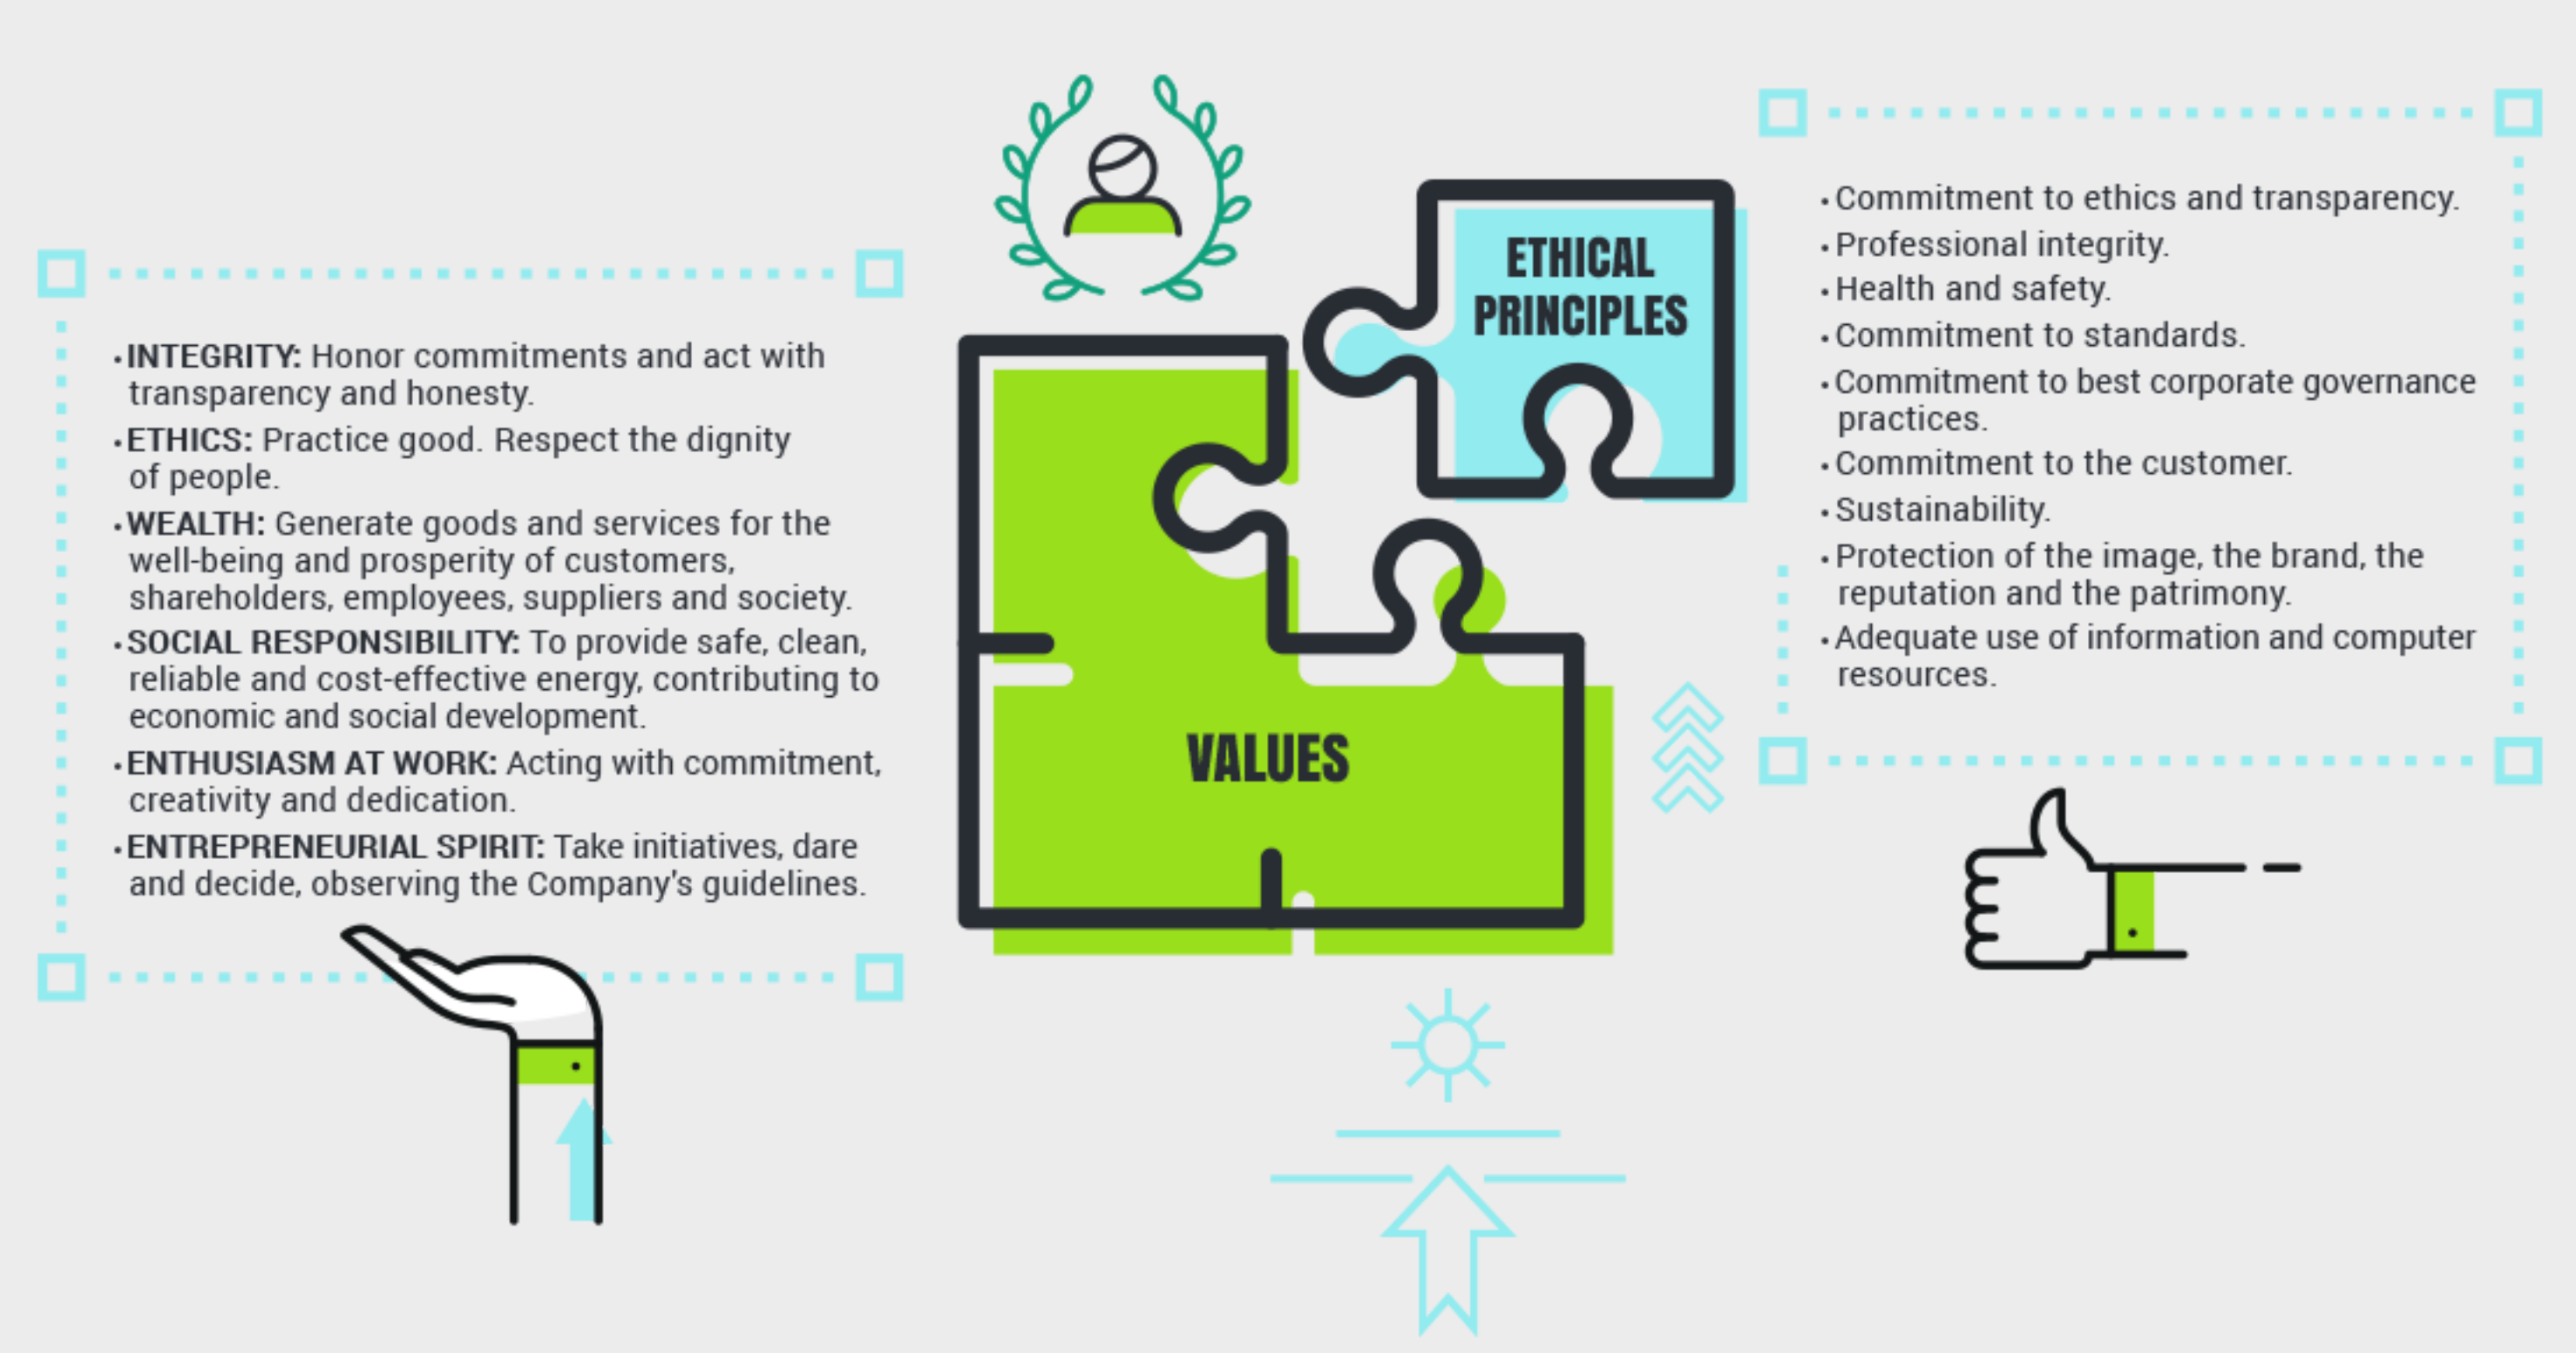 • INTEGRITY: Honor commitments and act with
transparency and honesty.
• ETHICS: Practice good. Respect the dignity
of people.
• WEALTH: Generate goods and services for the
well-being and prosperity of customers,
shareholders, employees, suppliers and society.
• SOCIAL RESPONSIBILITY: To provide safe, clean,
reliable and cost-effective energy, contributing to
economic and social development.
• ENTHUSIASM AT WORK: Acting with commitment,
creativity and dedication.
• ENTREPRENEURIAL SPIRIT: Take initiatives, dare
and decide, observing the Company's guidelines.
VALUES
ETHICAL
PRINCIPLES
• Commitment to ethics and transparency.
• Professional integrity.
• Health and safety.
• Commitment to standards.
• Commitment to best corporate governance
practices.
• Commitment to the customer.
• Sustainability.
• Protection of the image, the brand, the
reputation and the patrimony.
• Adequate use of information and computer
resources.